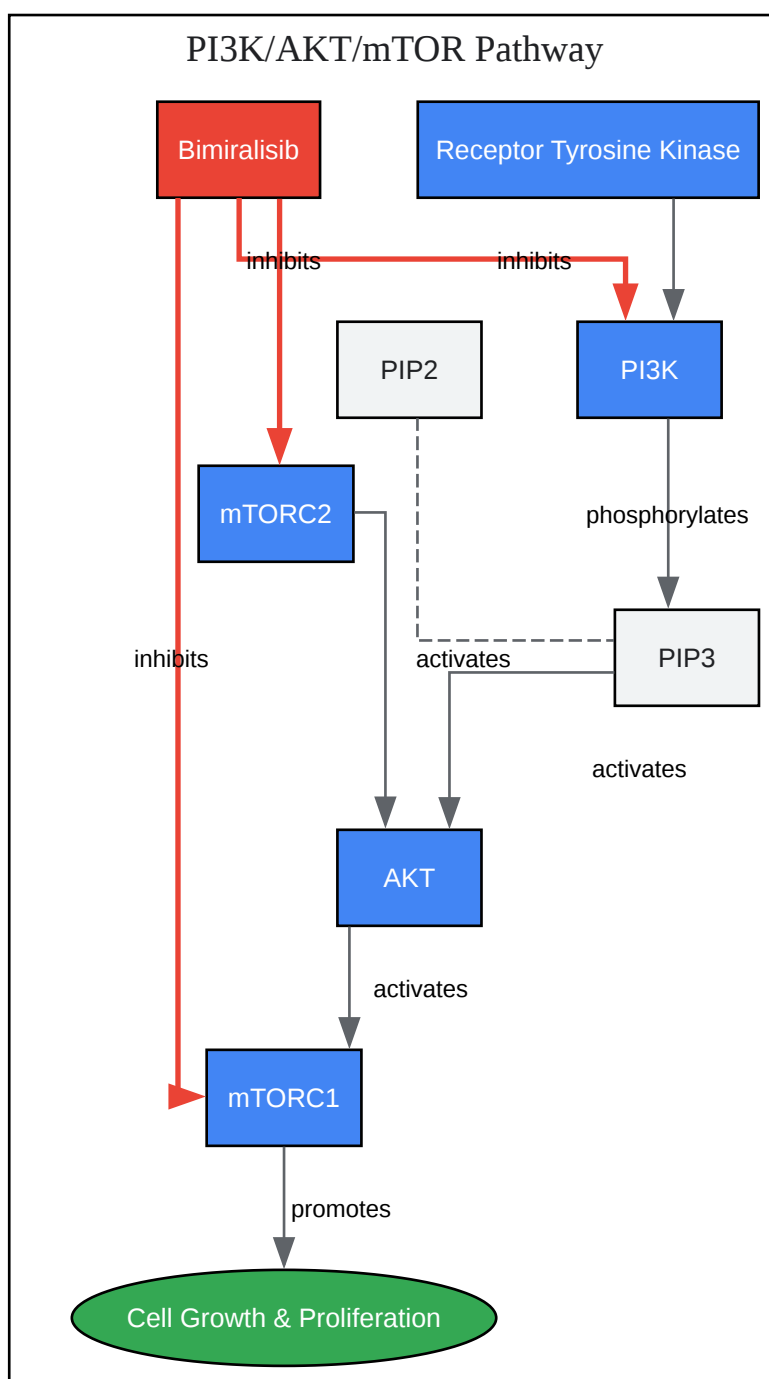 PI3K/AKT/mTOR Pathway
Bimiralisib
Receptor Tyrosine Kinase
inhibits
inhibits
PIP2
PI3K
mTORC2
phosphorylates
inhibits
activates
PIP3
activates
AKT
activates
mTORC1
promotes
Cell Growth & Proliferation